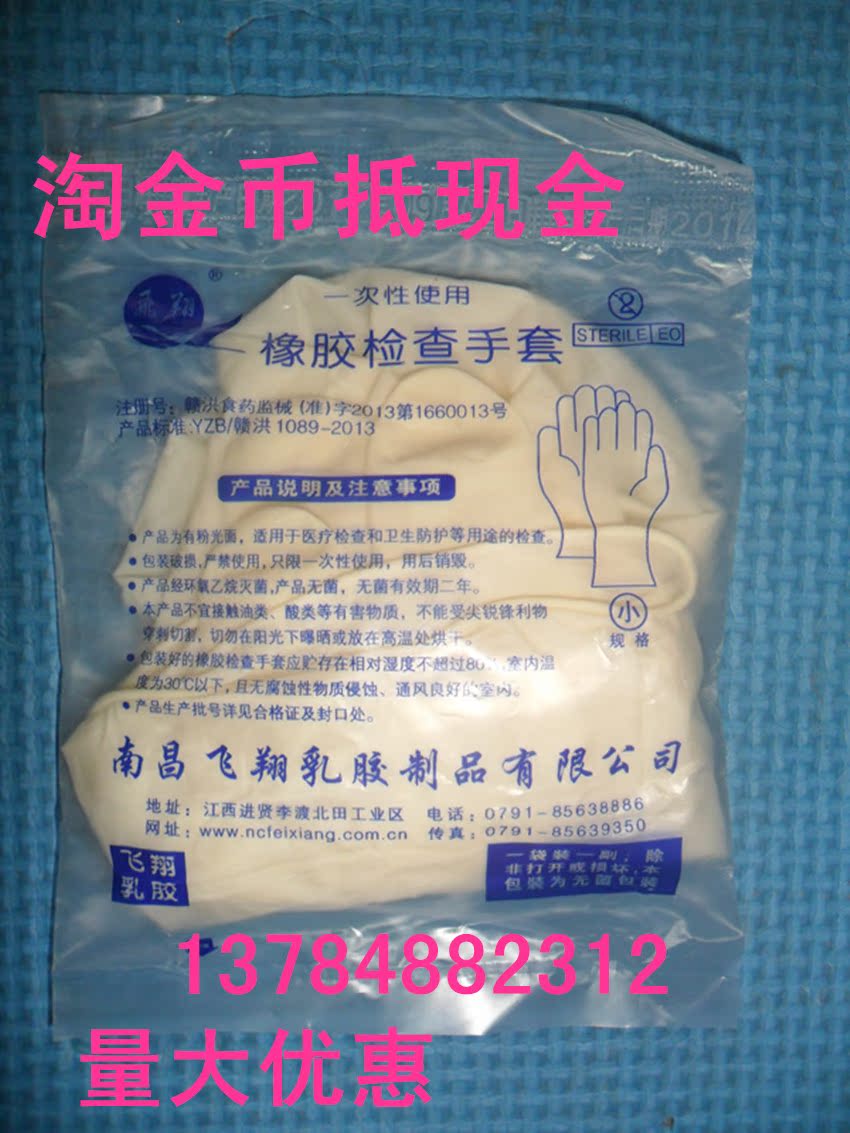 淘金币抵现金
2014
飞翔®
一次性使用
橡胶检查手套
STERILE EO
注册号：赣洪食药监械(准)字2013第1660013号
产品标准:YZB/赣洪 1089-2013
产品说明及注意事项
● 产品为有粉光面，适用于医疗检查和卫生防护等用途的检查。
● 包装破损,严禁使用,只限一次性使用，用后销毁。
● 产品经环氧乙烷灭菌,产品无菌，无菌有效期二年。
● 本产品不宜接触油类、酸类等有害物质，不能受尖锐锋利物
穿刺切割，切勿在阳光下曝晒或放在高温处烘干。
● 包装好的橡胶检查手套应贮存在相对湿度不超过80%,室内温
度为30℃以下，且无腐蚀性物质侵蚀、通风良好的室内。
● 产品生产批号详见合格证及封口处。
小
规格
南昌飞翔乳胶制品有限公司
地址：江西进贤李渡北田工业区 电话：0791-85638886
网址：www.ncfeixiang.com.cn 传真：0791-85639350
飞翔
乳胶
一袋装一副，除
非打开或损坏,本
包装为无菌包装。
13784882312
量大优惠